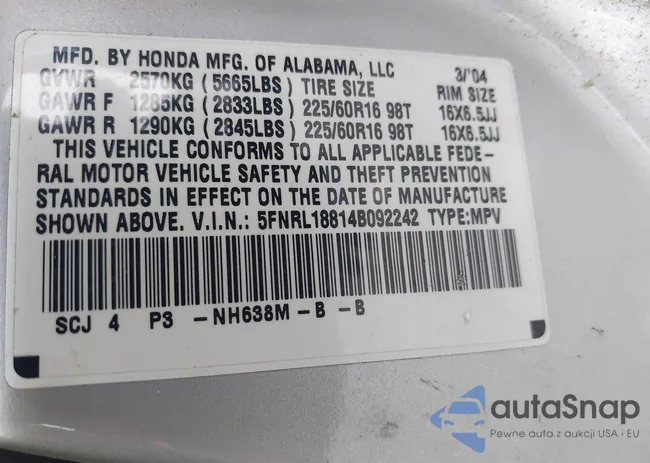 MFD. BY HONDA MFG. OF ALABAMA, LLC 3/'04
GVWR 2570KG (5665LBS) TIRE SIZE RIM SIZE
GAWR F 1285KG (2833LBS) 225/60R16 98T 16X6.5JJ
GAWR R 1290KG (2845LBS) 225/60R16 98T 16X6.5JJ
THIS VEHICLE CONFORMS TO ALL APPLICABLE FEDE-
RAL MOTOR VEHICLE SAFETY AND THEFT PREVENTION
STANDARDS IN EFFECT ON THE DATE OF MANUFACTURE
SHOWN ABOVE. V.I.N.: 5FNRL18814B092242 TYPE:MPV
SCJ 4 P3 -NH638M-B -B
autaSnap
Pewne auta z aukcji USA i EU